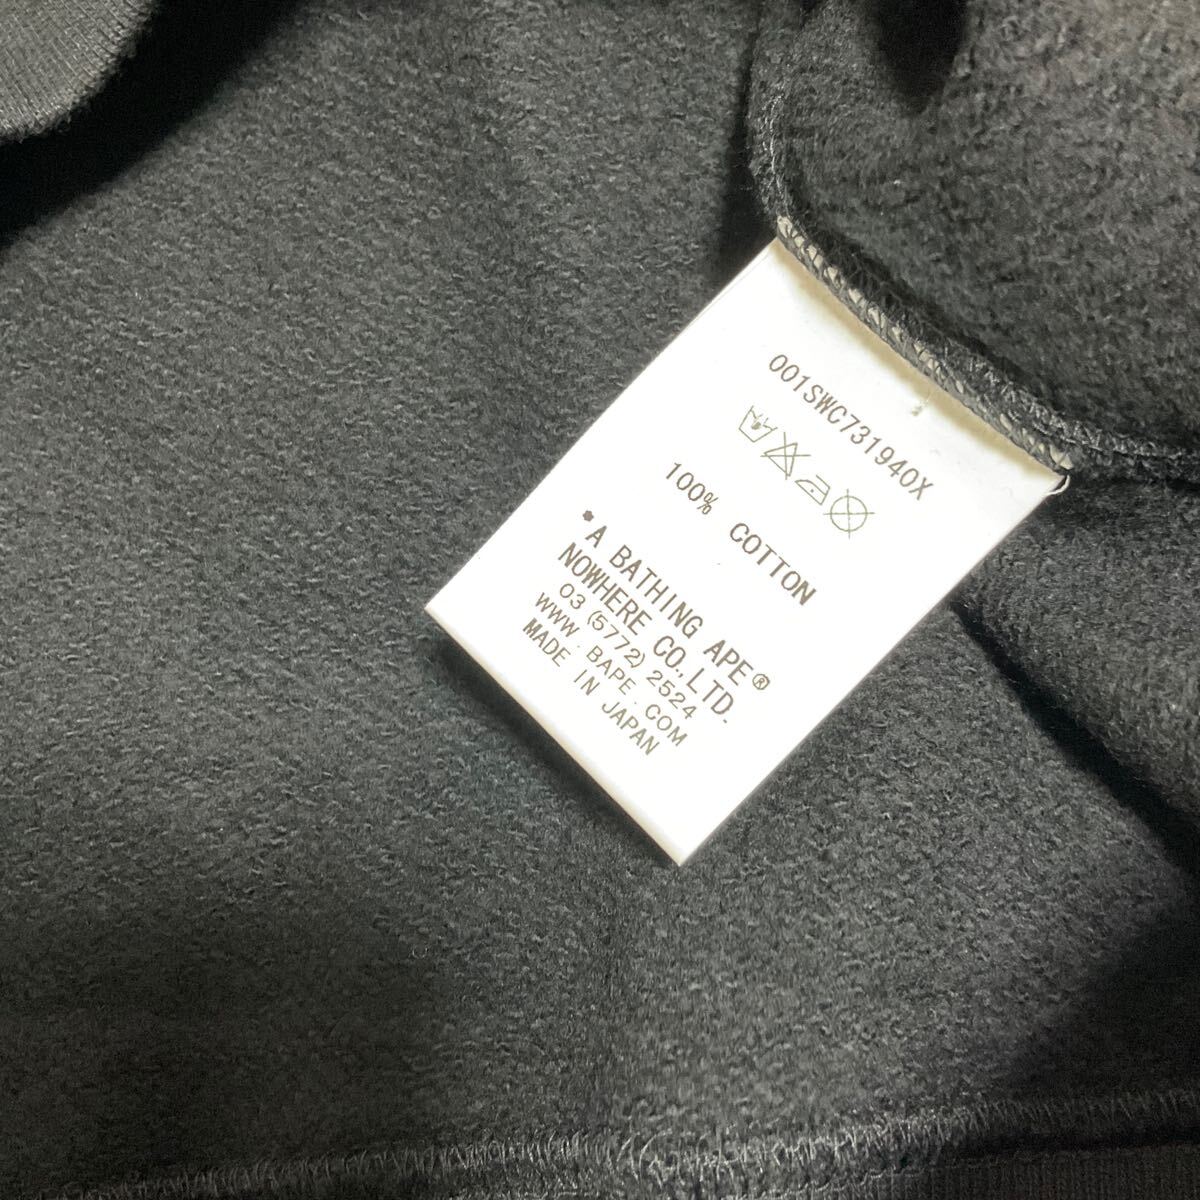 001SWC731940X
100% COTTON
*A BATHING APE®
NOWHERE CO., LTD.
03 (5772) 2524
WWW. BAPE. COM
MADE IN JAPAN